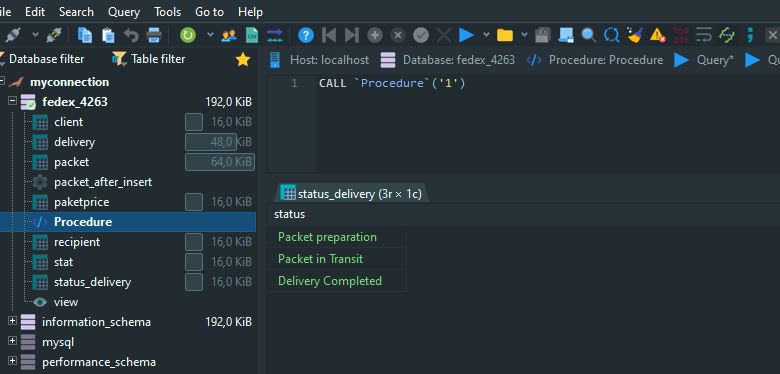 ile Edit Search Query Tools Go to Help
Database filter Table filter
Host: localhost Database: fedex_4263 Procedure: Procedure Query* Qu
myconnection
fedex_4263 192,0 KiB
client 16,0 KiB
delivery 48,0 KiB
packet 64,0 KiB
packet_after_insert
paketprice 16,0 KiB
Procedure
recipient 16,0 KiB
stat 16,0 KiB
status_delivery 16,0 KiB
view
information_schema 192,0 KiB
mysql
performance_schema
1 CALL `Procedure`('1')
status_delivery (3r × 1c)
status
Packet preparation
Packet in Transit
Delivery Completed